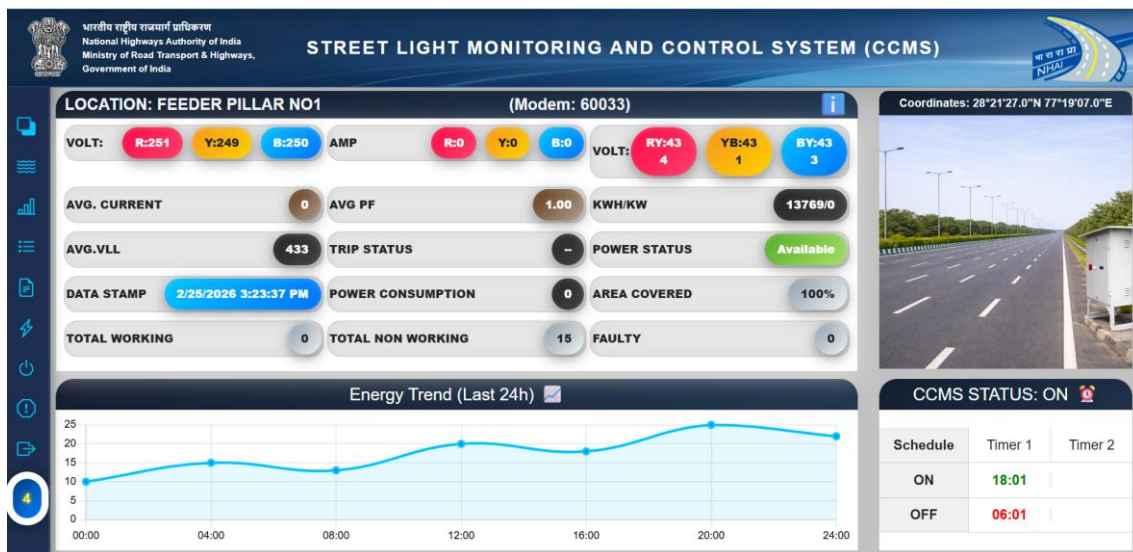 भारतीय राष्ट्रीय राजमार्ग प्राधिकरण
National Highways Authority of India
Ministry of Road Transport & Highways,
Government of India
STREET LIGHT MONITORING AND CONTROL SYSTEM (CCMS)
भा रा रा प्रा
NHAI
LOCATION: FEEDER PILLAR NO1 (Modem: 60033) i
VOLT: R:251 Y:249 B:250 AMP R:0 Y:0 B:0 VOLT: RY:43 YB:43 BY:43
4 1 3
AVG. CURRENT 0 AVG PF 1.00 KWH/KW 13769/0
AVG.VLL 433 TRIP STATUS – POWER STATUS Available
DATA STAMP 2/25/2026 3:23:37 PM POWER CONSUMPTION 0 AREA COVERED 100%
TOTAL WORKING 0 TOTAL NON WORKING 15 FAULTY 0
Coordinates: 28°21'27.0"N 77°19'07.0"E
Energy Trend (Last 24h)
25
20
15
10
5
0
00:00 04:00 08:00 12:00 16:00 20:00 24:00
CCMS STATUS: ON
Schedule Timer 1 Timer 2
ON 18:01
OFF 06:01
4